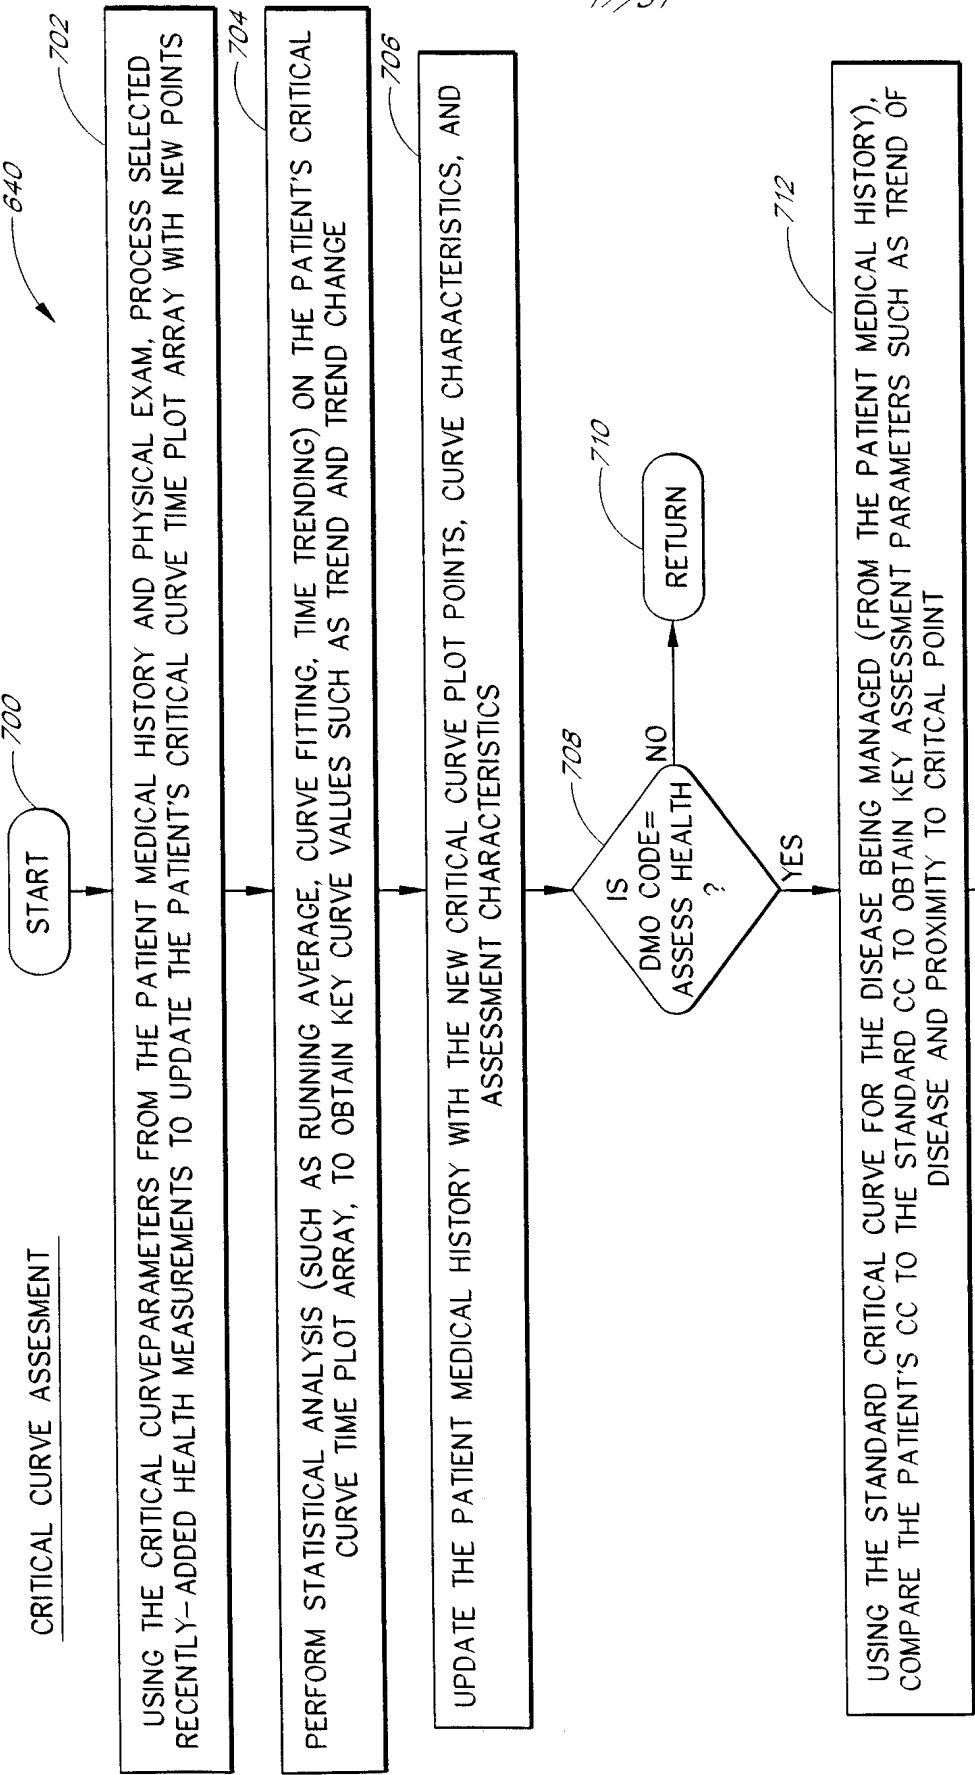 CRITICAL CURVE ASSESMENT
640
START
700
702
USING THE CRITICAL CURVEPARAMETERS FROM THE PATIENT MEDICAL HISTORY AND PHYSICAL EXAM, PROCESS SELECTED
RECENTLY-ADDED HEALTH MEASUREMENTS TO UPDATE THE PATIENT'S CRITICAL CURVE TIME PLOT ARRAY WITH NEW POINTS
704
PERFORM STATISTICAL ANALYSIS (SUCH AS RUNNING AVERAGE, CURVE FITTING, TIME TRENDING) ON THE PATIENT'S CRITICAL
CURVE TIME PLOT ARRAY, TO OBTAIN KEY CURVE VALUES SUCH AS TREND AND TREND CHANGE
706
UPDATE THE PATIENT MEDICAL HISTORY WITH THE NEW CRITICAL CURVE PLOT POINTS, CURVE CHARACTERISTICS, AND
ASSESSMENT CHARACTERISTICS
708
IS
DMO CODE=
ASSESS HEALTH
?
NO
RETURN
710
YES
712
USING THE STANDARD CRITICAL CURVE FOR THE DISEASE BEING MANAGED (FROM THE PATIENT MEDICAL HISTORY),
COMPARE THE PATIENT'S CC TO THE STANDARD CC TO OBTAIN KEY ASSESSMENT PARAMETERS SUCH AS TREND OF
DISEASE AND PROXIMITY TO CRITCAL POINT